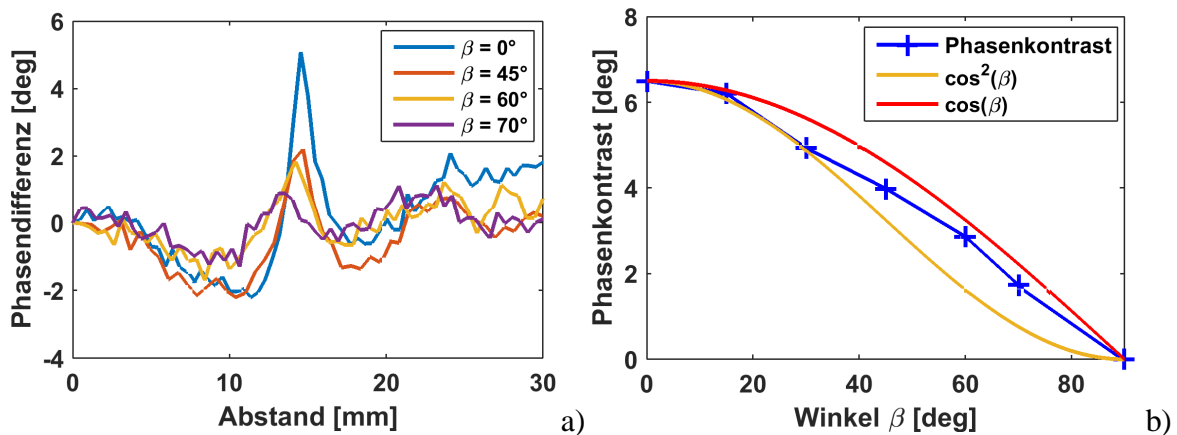 6
4
2
0
-2
-4
0
10
20
30
Phasendifferenz [deg]
Abstand [mm]
β = 0°
β = 45°
β = 60°
β = 70°
a)
8
6
4
2
0
0
20
40
60
80
Phasenkontrast [deg]
Winkel β [deg]
Phasenkontrast
cos²(β)
cos(β)
b)